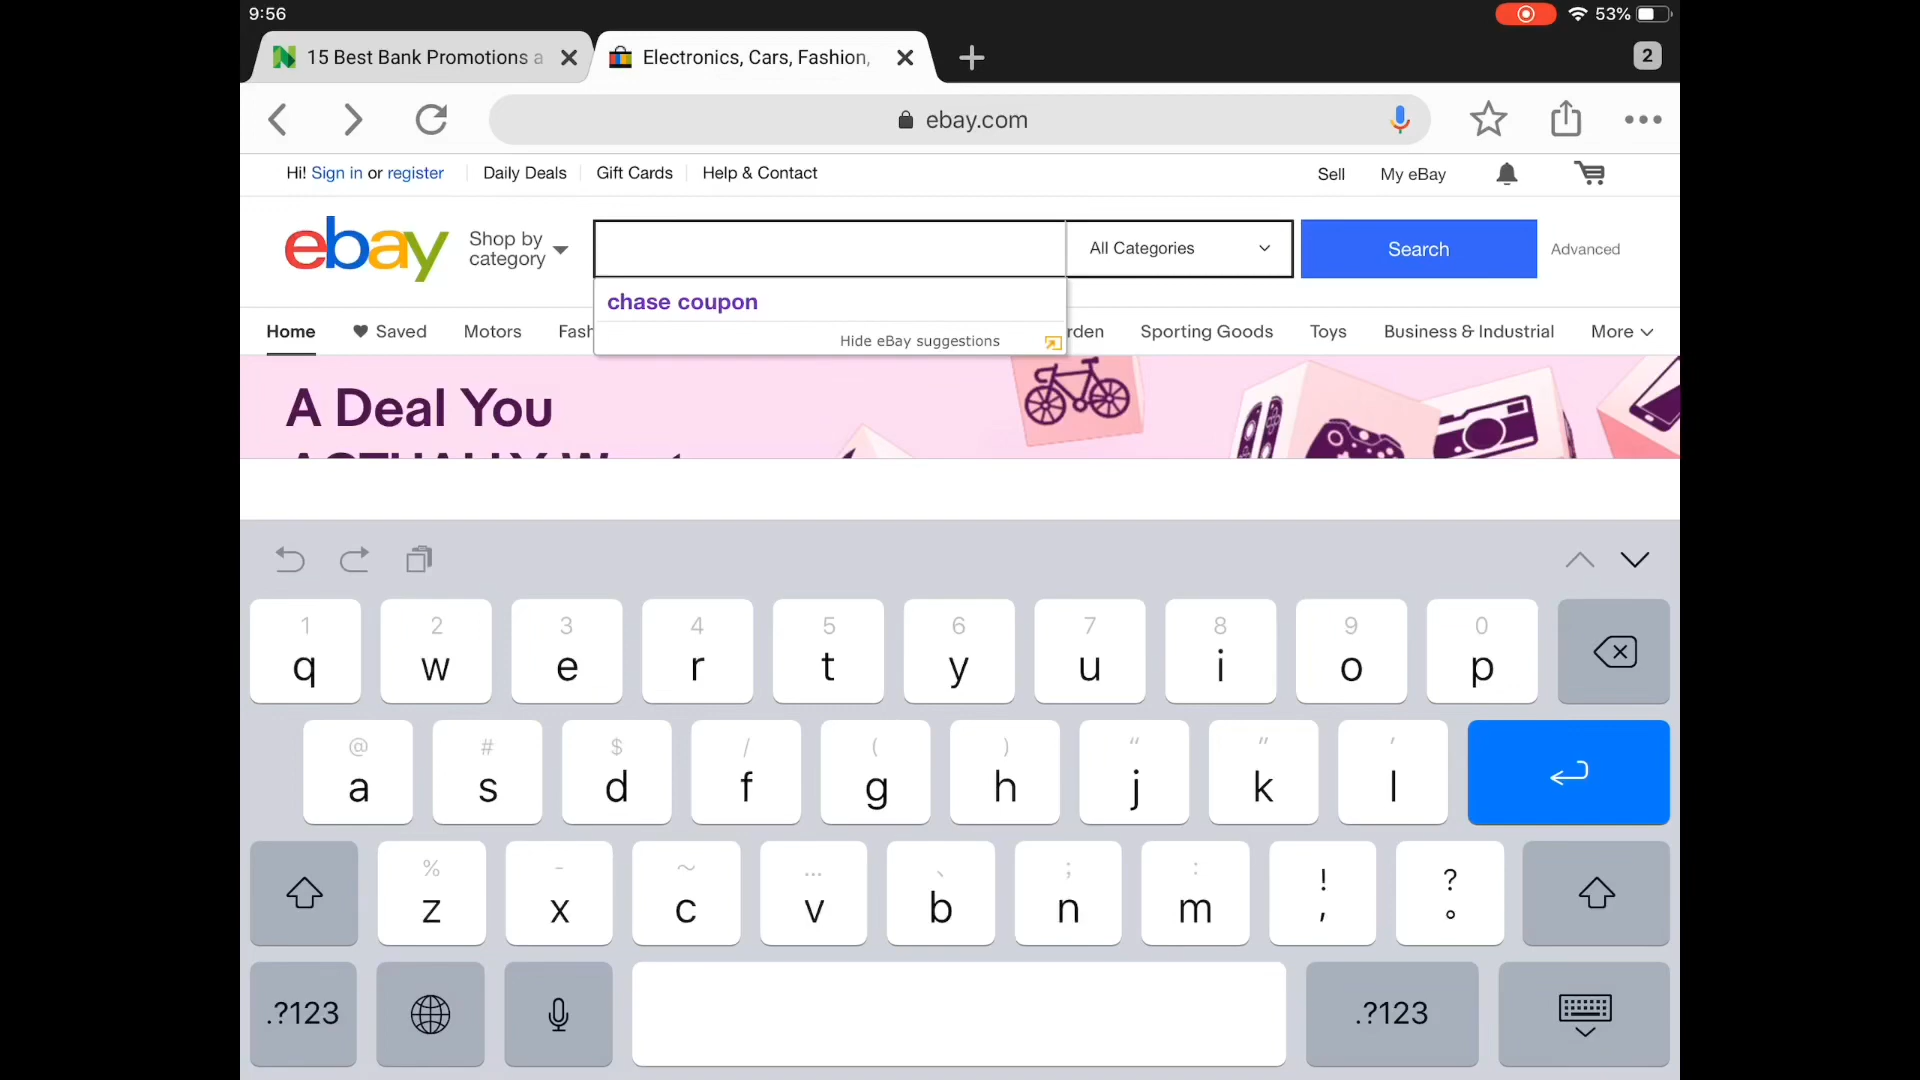 9:56
53%
15 Best Bank Promotions a
Electronics, Cars, Fashion,
2
ebay.com
Hi! Sign in or register
Daily Deals
Gift Cards
Help & Contact
Sell
My eBay
ebay
Shop by
category
All Categories
Search
Advanced
chase coupon
Hide eBay suggestions
Home
Saved
Motors
Fash
rden
Sporting Goods
Toys
Business & Industrial
More
A Deal You
1 2 3 4 5 6 7 8 9 0
q w e r t y u i o p
@ # $ / ( ) “ ” ′
a s d f g h j k l
% - ~ … 、 ; : ! ?
z x c v b n m , 。
.?123
.?123